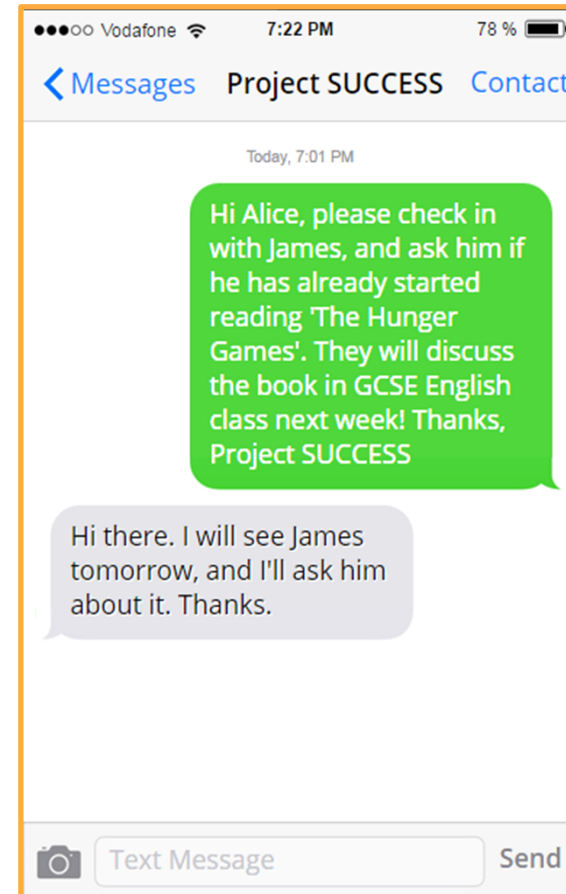 Vodafone 7:22 PM 78 %
Messages Project SUCCESS Contact
Today, 7:01 PM
Hi Alice, please check in
with James, and ask him if
he has already started
reading 'The Hunger
Games'. They will discuss
the book in GCSE English
class next week! Thanks,
Project SUCCESS
Hi there. I will see James
tomorrow, and I'll ask him
about it. Thanks.
Text Message Send